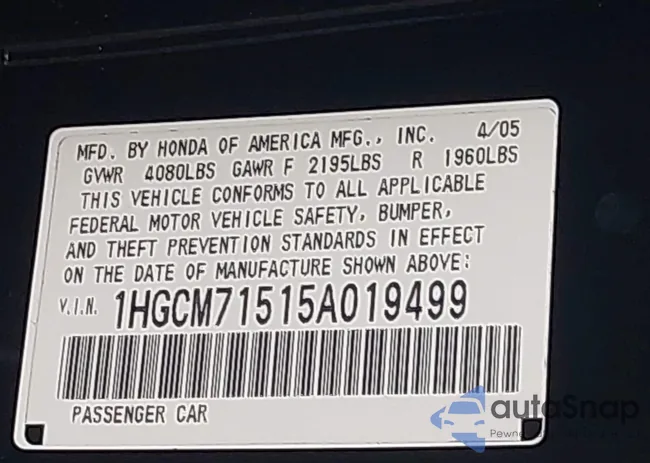 MFD. BY HONDA OF AMERICA MFG., INC. 4/05
GVWR 4080LBS GAWR F 2195LBS R 1960LBS
THIS VEHICLE CONFORMS TO ALL APPLICABLE
FEDERAL MOTOR VEHICLE SAFETY, BUMPER,
AND THEFT PREVENTION STANDARDS IN EFFECT
ON THE DATE OF MANUFACTURE SHOWN ABOVE:
V.I.N. 1HGCM71515A019499
PASSENGER CAR
autoSnap